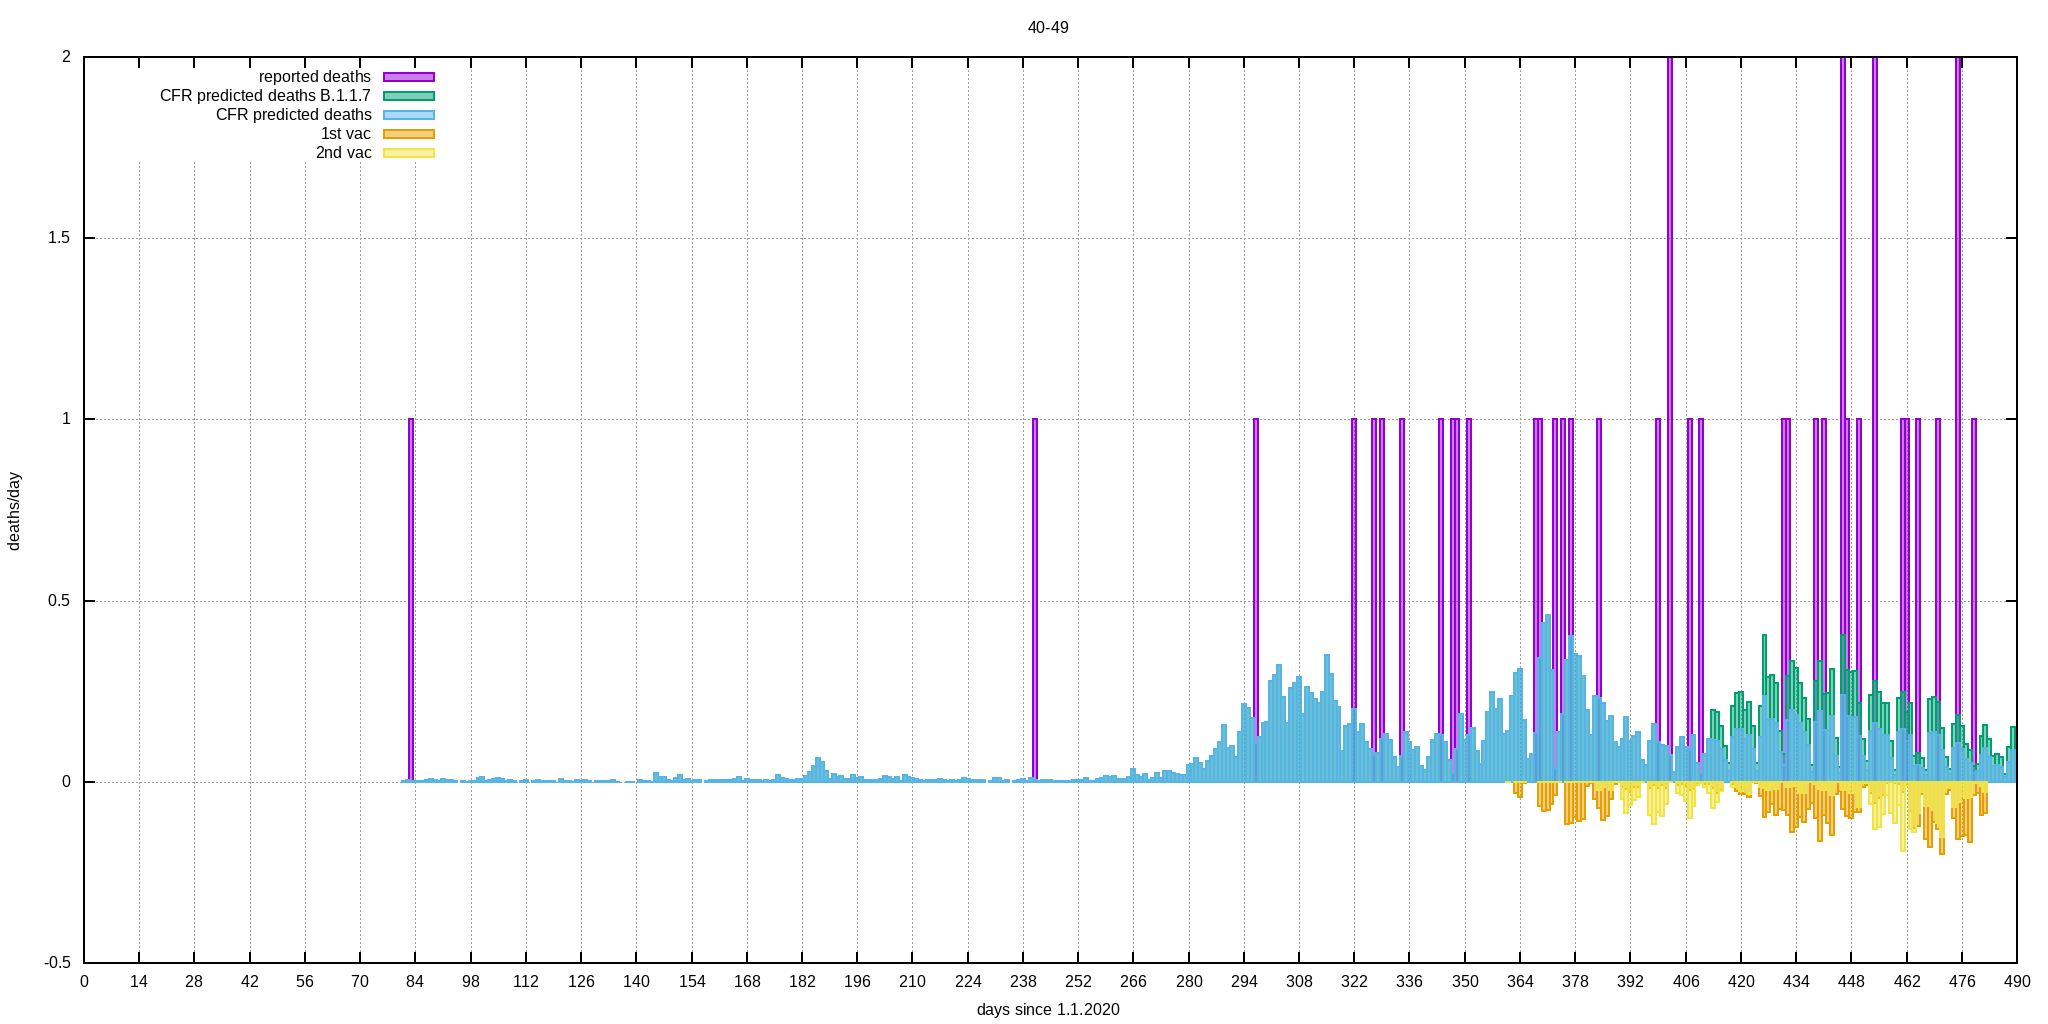 40-49
reported deaths
CFR predicted deaths B.1.1.7
CFR predicted deaths
1st vac
2nd vac
2
1.5
1
0.5
0
-0.5
deaths/day
0 14 28 42 56 70 84 98 112 126 140 154 168 182 196 210 224 238 252 266 280 294 308 322 336 350 364 378 392 406 420 434 448 462 476 490
days since 1.1.2020